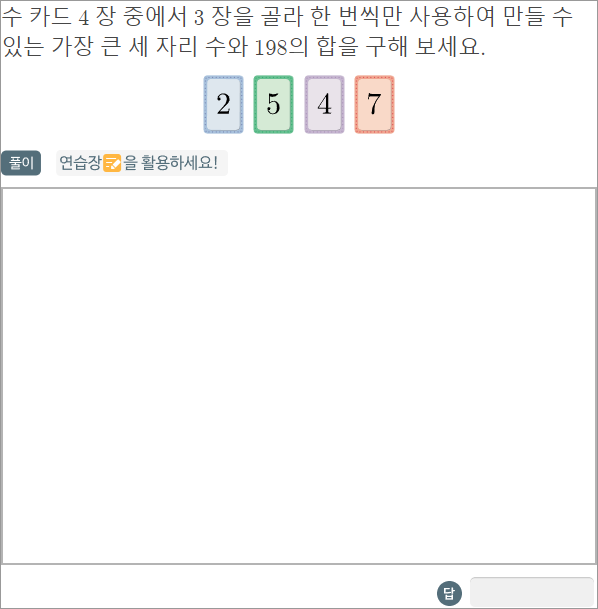 수 카드 4 장 중에서 3 장을 골라 한 번씩만 사용하여 만들 수
있는 가장 큰 세 자리 수와 198의 합을 구해 보세요.
2 5 4 7
풀이 연습장을 활용하세요!
답